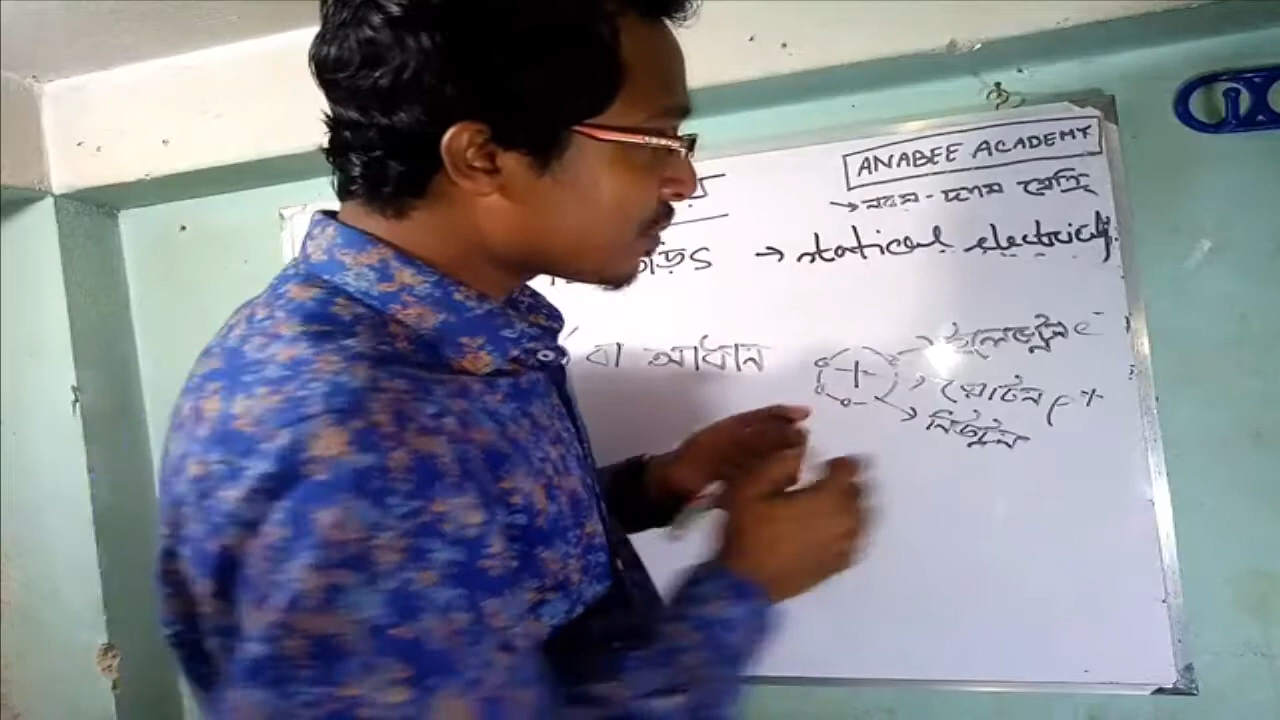 ANABEE ACADEMY
→ নবম - দশম শ্রেণি
→ statical electricity
বা আধান
→ ইলেকট্রন e-
→ প্রোটন p+
→ নিউট্রন
+